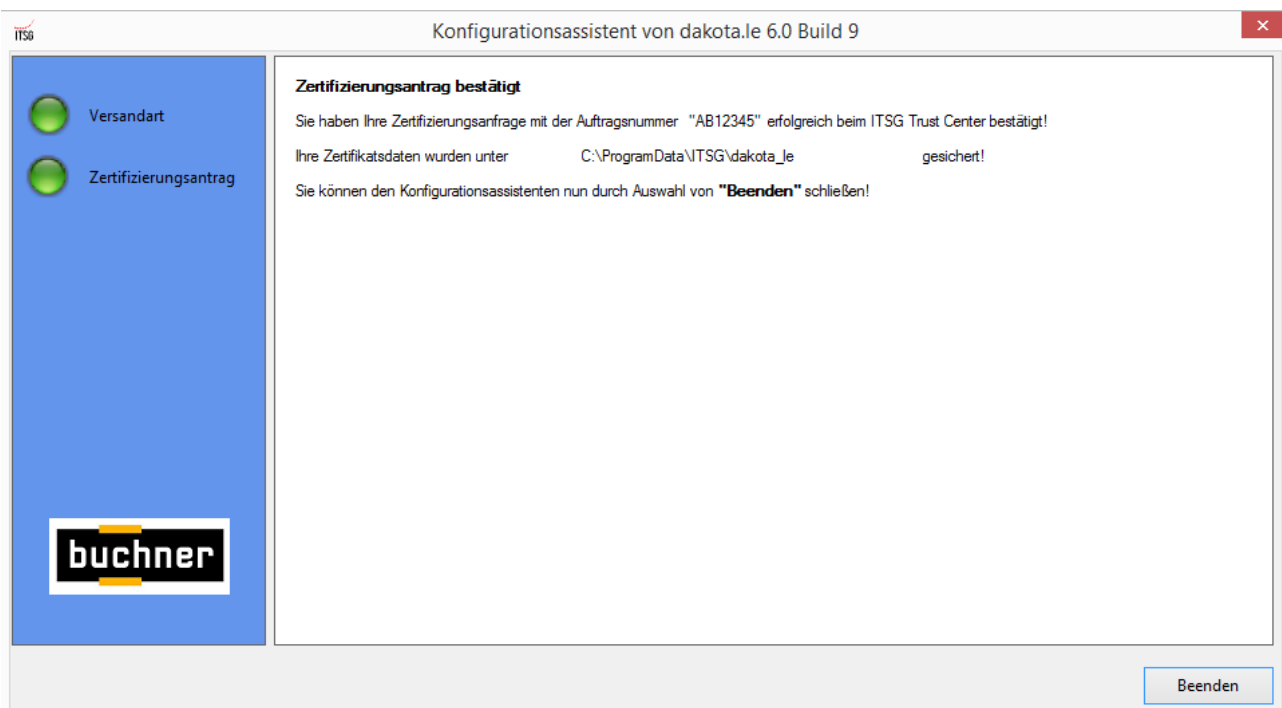 ITSG
Konfigurationsassistent von dakota.le 6.0 Build 9
Versandart
Zertifizierungsantrag
buchner
Zertifizierungsantrag bestätigt
Sie haben Ihre Zertifizierungsanfrage mit der Auftragsnummer "AB12345" erfolgreich beim ITSG Trust Center bestätigt!
Ihre Zertifikatsdaten wurden unter C:\ProgramData\ITSG\dakota_le gesichert!
Sie können den Konfigurationsassistenten nun durch Auswahl von "Beenden" schließen!
Beenden